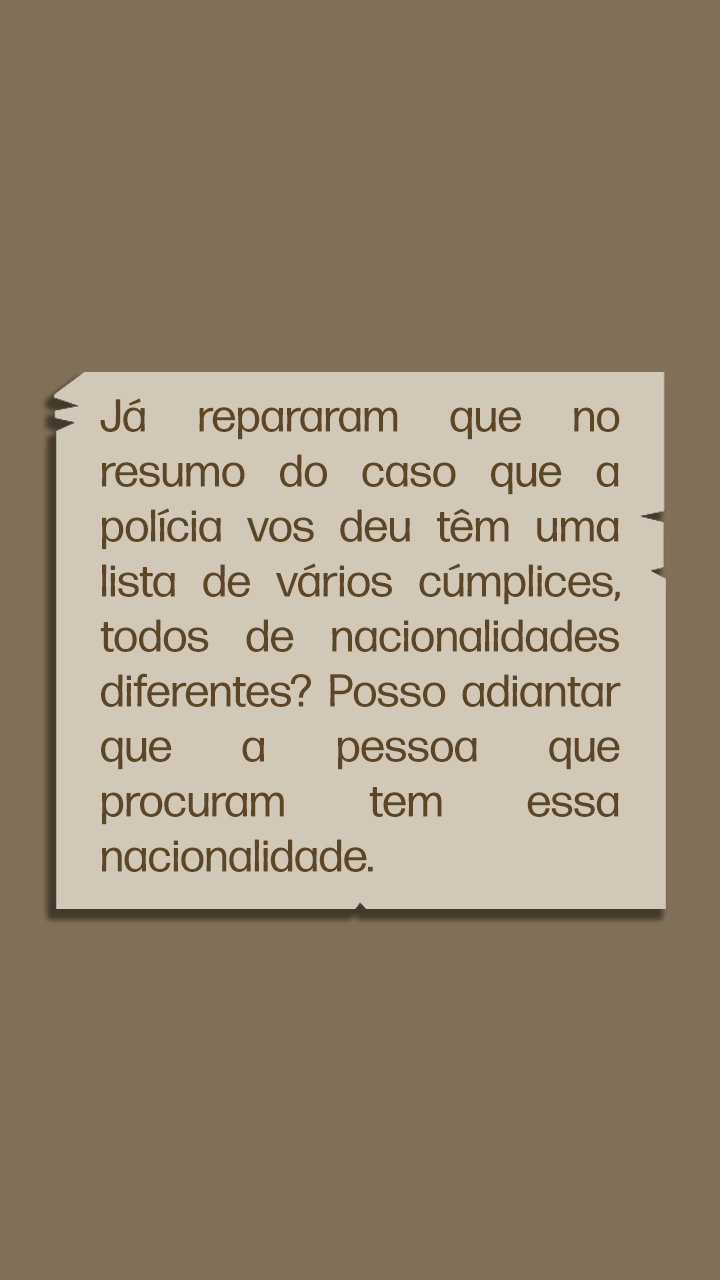 Já repararam que no
resumo do caso que a
polícia vos deu têm uma
lista de vários cúmplices,
todos de nacionalidades
diferentes? Posso adiantar
que a pessoa que
procuram tem essa
nacionalidade.